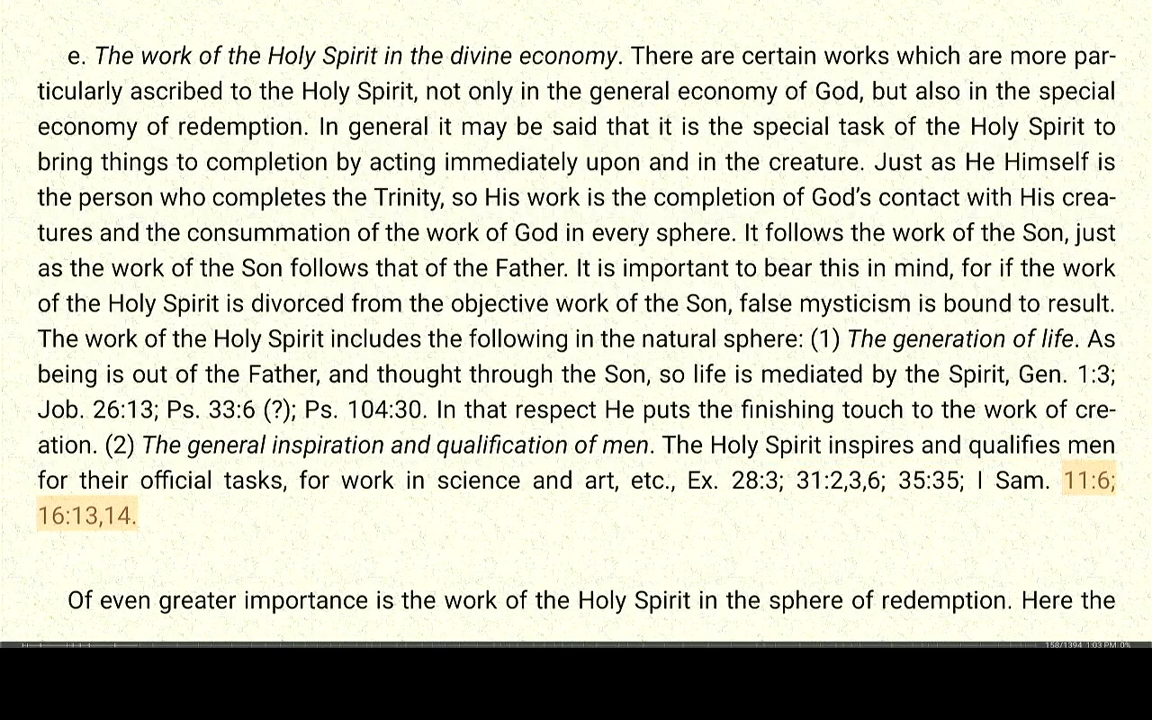 e. The work of the Holy Spirit in the divine economy. There are certain works which are more par-
ticularly ascribed to the Holy Spirit, not only in the general economy of God, but also in the special
economy of redemption. In general it may be said that it is the special task of the Holy Spirit to
bring things to completion by acting immediately upon and in the creature. Just as He Himself is
the person who completes the Trinity, so His work is the completion of God's contact with His crea-
tures and the consummation of the work of God in every sphere. It follows the work of the Son, just
as the work of the Son follows that of the Father. It is important to bear this in mind, for if the work
of the Holy Spirit is divorced from the objective work of the Son, false mysticism is bound to result.
The work of the Holy Spirit includes the following in the natural sphere: (1) The generation of life. As
being is out of the Father, and thought through the Son, so life is mediated by the Spirit, Gen. 1:3;
Job. 26:13; Ps. 33:6 (?); Ps. 104:30. In that respect He puts the finishing touch to the work of cre-
ation. (2) The general inspiration and qualification of men. The Holy Spirit inspires and qualifies men
for their official tasks, for work in science and art, etc., Ex. 28:3; 31:2,3,6; 35:35; I Sam. 11:6;
16:13,14.
Of even greater importance is the work of the Holy Spirit in the sphere of redemption. Here the
158/1394 1:03 PM 0%